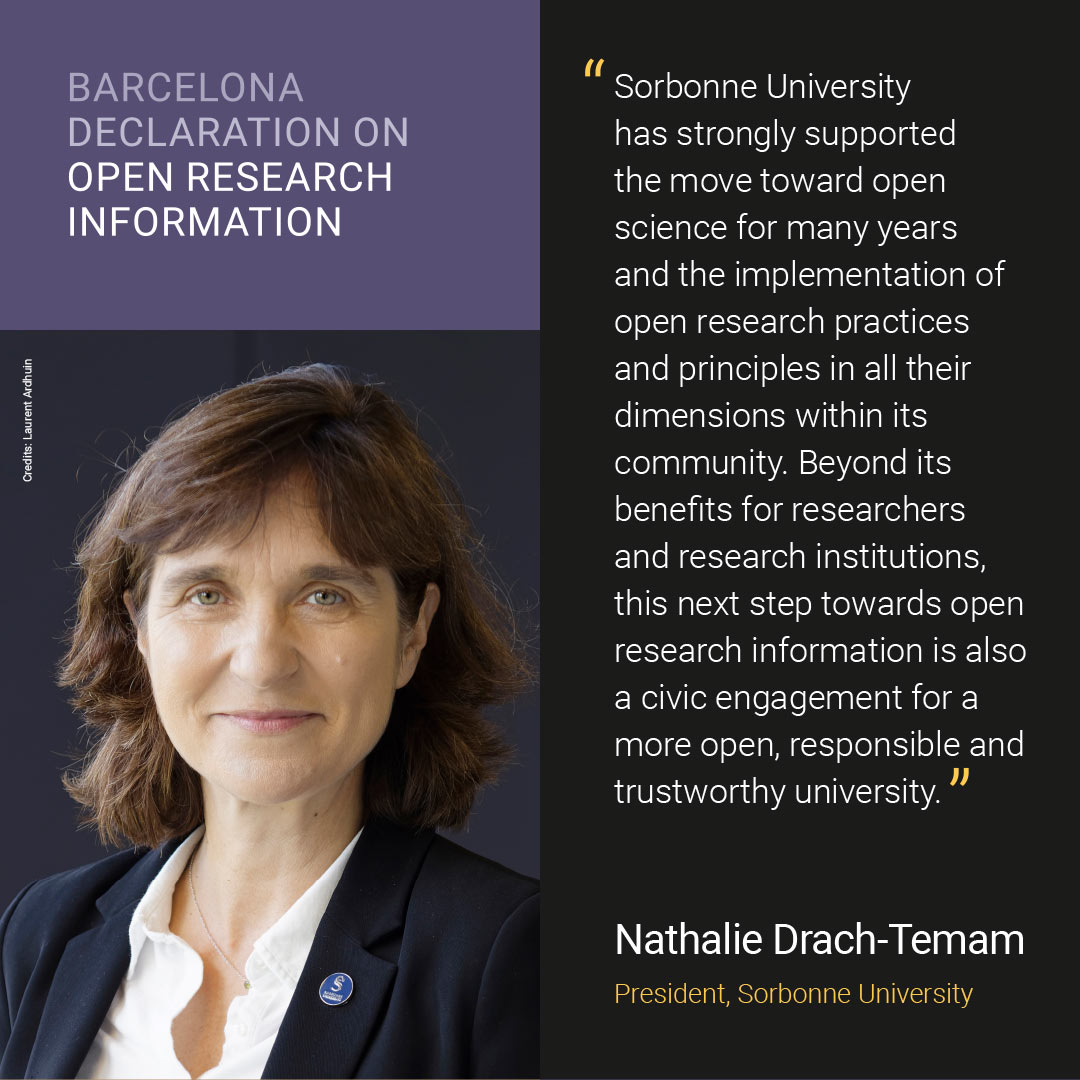 BARCELONA
DECLARATION ON
OPEN RESEARCH
INFORMATION
Credits: Laurent Ardhuin
“ Sorbonne University
has strongly supported
the move toward open
science for many years
and the implementation of
open research practices
and principles in all their
dimensions within its
community. Beyond its
benefits for researchers
and research institutions,
this next step towards open
research information is also
a civic engagement for a
more open, responsible and
trustworthy university. ”
Nathalie Drach-Temam
President, Sorbonne University